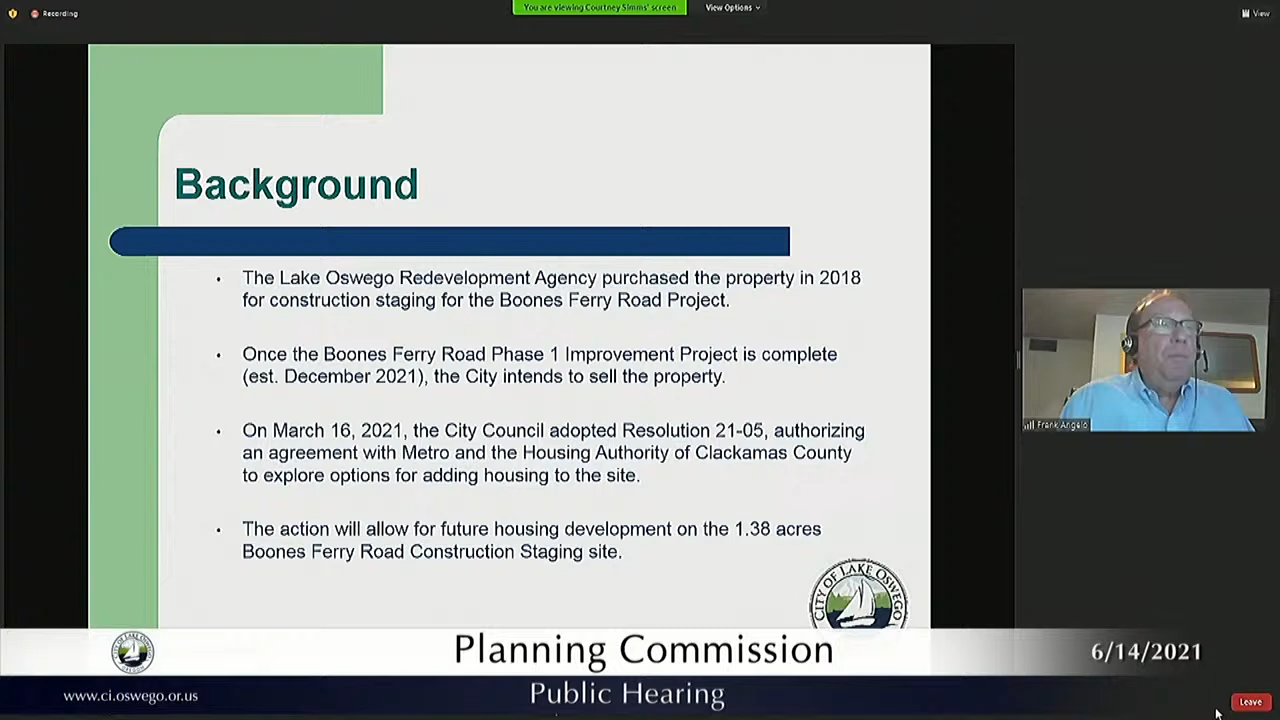 Recording
You are viewing Courtney Simms' screen
View Options
View
Background
• The Lake Oswego Redevelopment Agency purchased the property in 2018
for construction staging for the Boones Ferry Road Project.
• Once the Boones Ferry Road Phase 1 Improvement Project is complete
(est. December 2021), the City intends to sell the property.
• On March 16, 2021, the City Council adopted Resolution 21-05, authorizing
an agreement with Metro and the Housing Authority of Clackamas County
to explore options for adding housing to the site.
• The action will allow for future housing development on the 1.38 acres
Boones Ferry Road Construction Staging site.
Frank Angelo
CITY OF LAKE OSWEGO
Planning Commission
6/14/2021
www.ci.oswego.or.us
Public Hearing
Leave